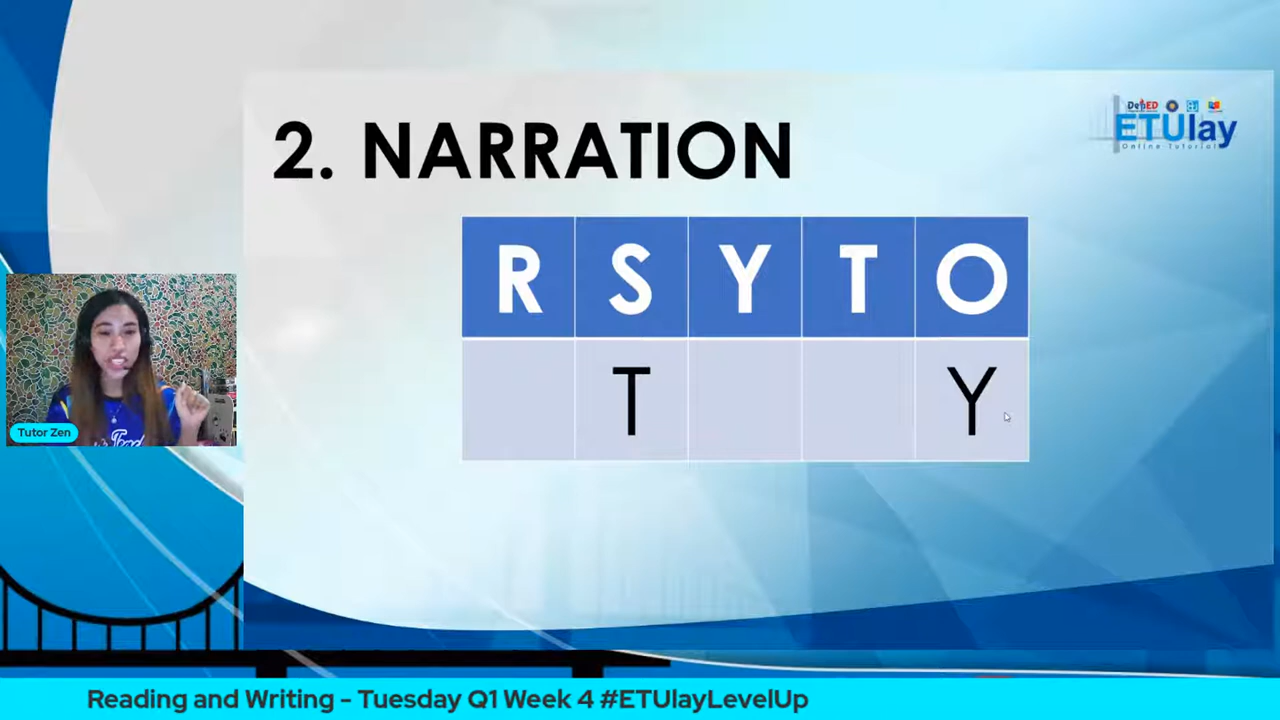 2. NARRATION
DepED
ETUlay
Online Tutorial
R S Y T O
T Y
Tutor Zen
Reading and Writing - Tuesday Q1 Week 4 #ETUlayLevelUp